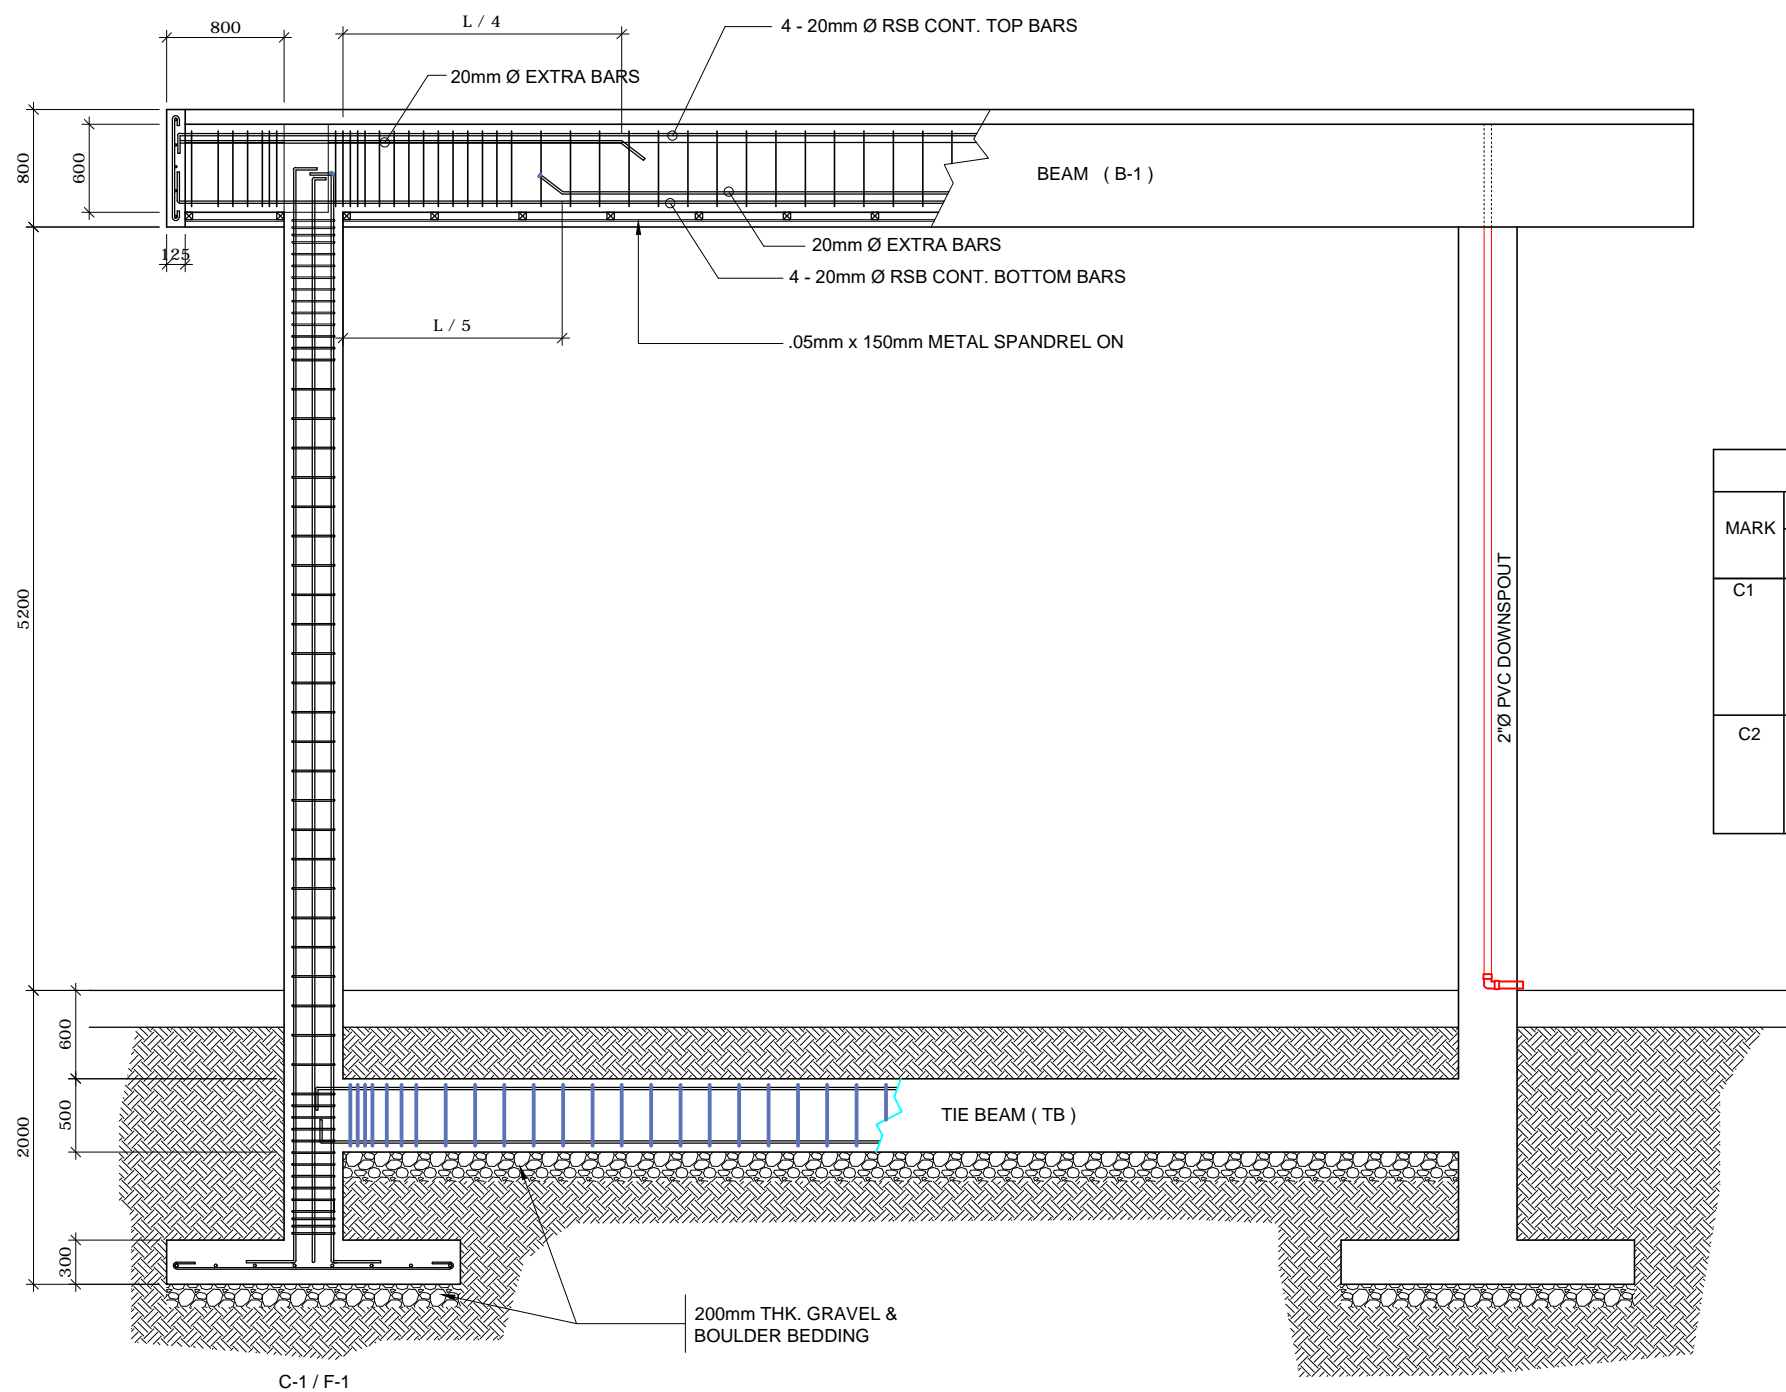 800
L / 4
4 - 20mm Ø RSB CONT. TOP BARS
20mm Ø EXTRA BARS
800
600
BEAM ( B-1 )
125
20mm Ø EXTRA BARS
4 - 20mm Ø RSB CONT. BOTTOM BARS
L / 5
.05mm x 150mm METAL SPANDREL ON
MARK
C1
C2
5200
2"Ø PVC DOWNSPOUT
2000
600
500
300
TIE BEAM ( TB )
200mm THK. GRAVEL &
BOULDER BEDDING
C-1 / F-1